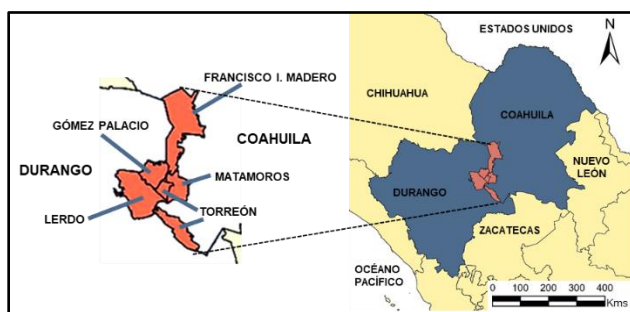 FRANCISCO I. MADERO
GÓMEZ PALACIO
COAHUILA
DURANGO
MATAMOROS
LERDO
TORREÓN
ESTADOS UNIDOS
N
CHIHUAHUA
COAHUILA
NUEVO
LEÓN
DURANGO
ZACATECAS
OCÉANO
PACÍFICO
0 100 200 300 400
Kms